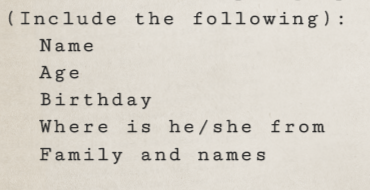 (Include the following):
Name
Age
Birthday
Where is he/she from
Family and names